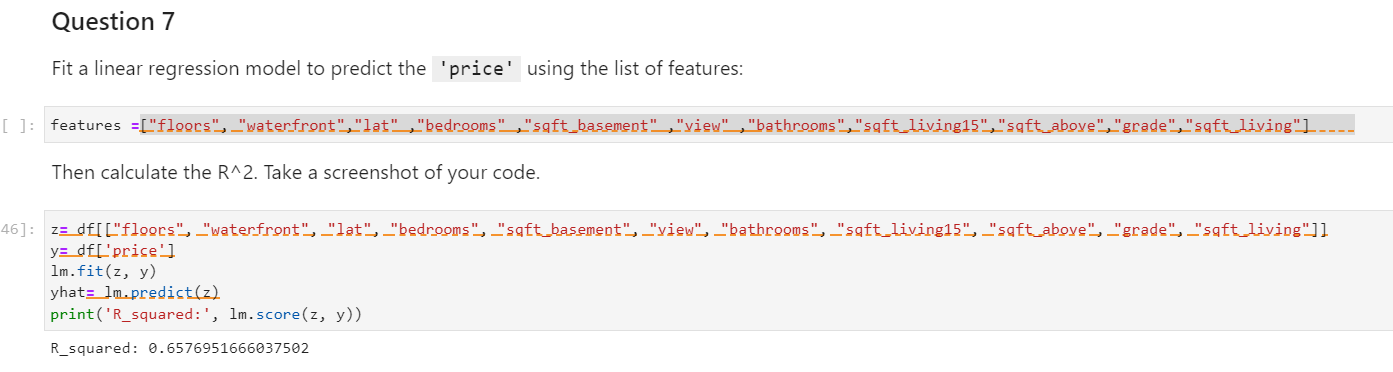 Question 7
Fit a linear regression model to predict the 'price' using the list of features:
[ ]: features =["floors", "waterfront","lat" ,"bedrooms" ,"sqft_basement" ,"view" ,"bathrooms","sqft_living15","sqft_above","grade","sqft_living"]
Then calculate the R^2. Take a screenshot of your code.
46]: z= df[["floors", "waterfront", "lat", "bedrooms", "sqft_basement", "view", "bathrooms", "sqft_living15", "sqft_above", "grade", "sqft_living"]]
y= df['price']
lm.fit(z, y)
yhat= lm.predict(z)
print('R_squared:', lm.score(z, y))
R_squared: 0.6576951666037502